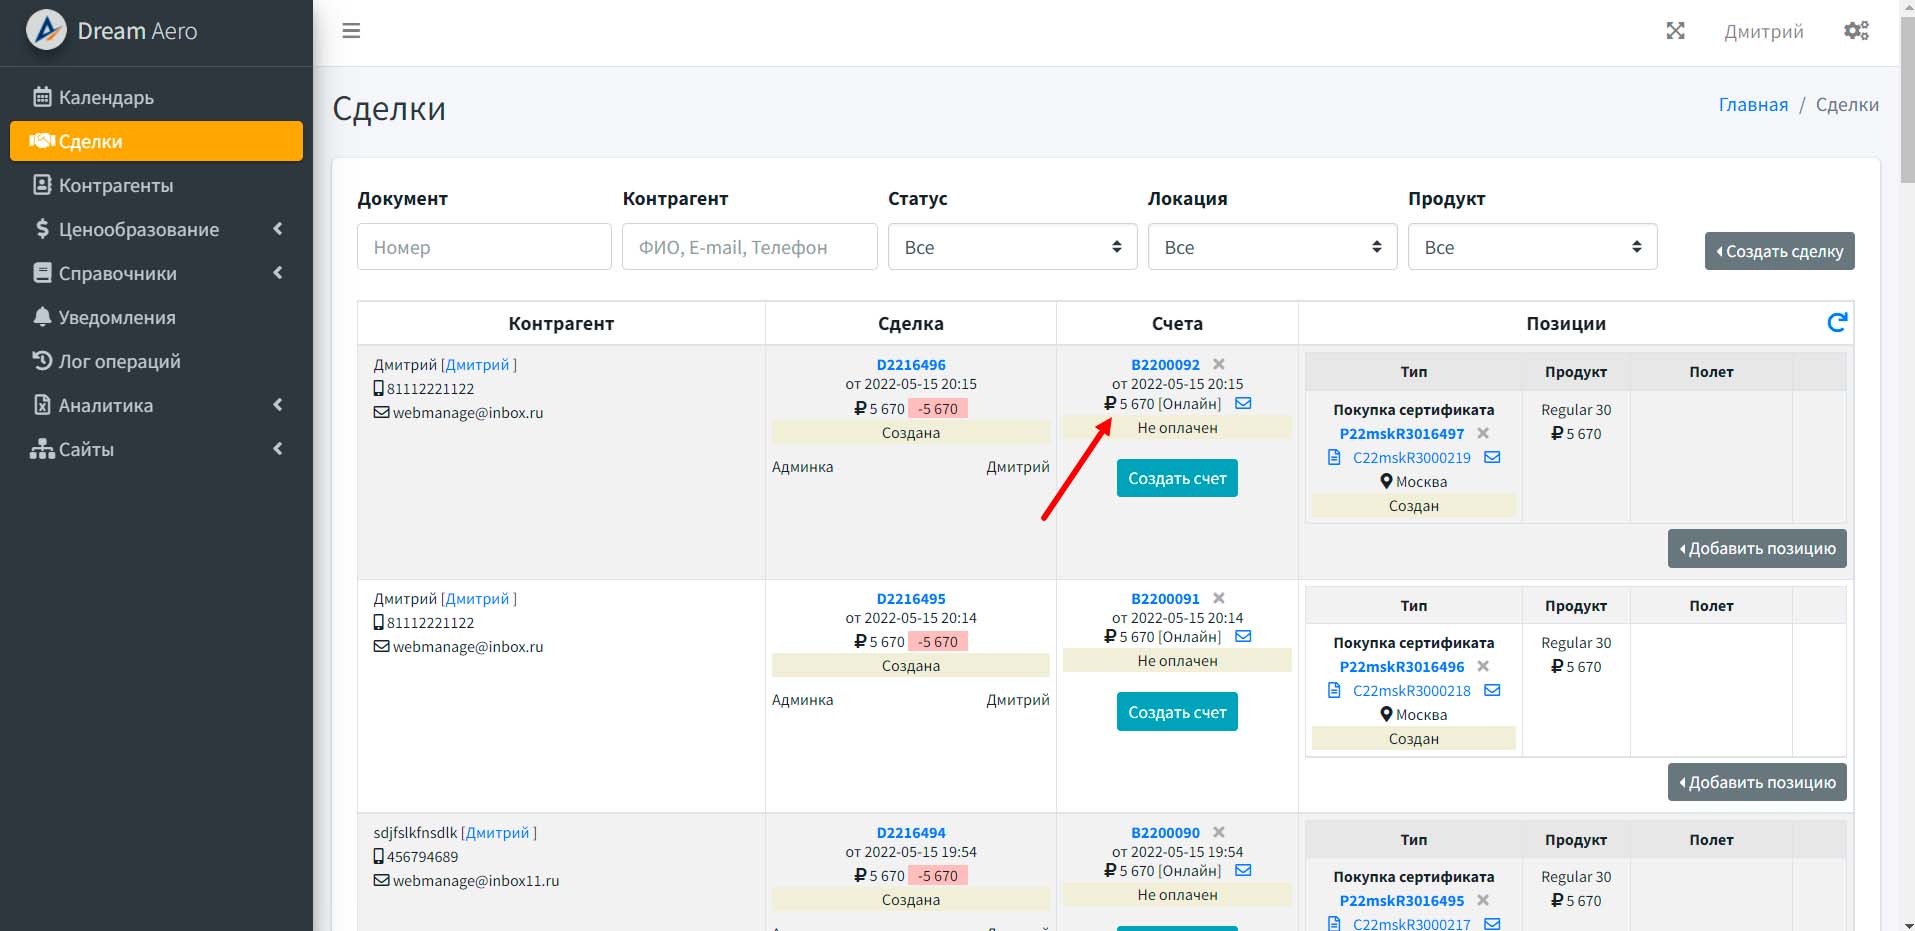 Dream Aero
Дмитрий
Календарь
Сделки
Контрагенты
Ценообразование
Справочники
Уведомления
Лог операций
Аналитика
Сайты
Сделки
Главная / Сделки
Документ Контрагент Статус Локация Продукт
Номер ФИО, E-mail, Телефон Все Все Все Создать сделку
Контрагент Сделка Счета Позиции
Дмитрий [Дмитрий ]
81112221122
webmanage@inbox.ru
D2216496
от 2022-05-15 20:15
₽ 5 670 -5 670
Создана
Админка Дмитрий
B2200092
от 2022-05-15 20:15
₽ 5 670 [Онлайн]
Не оплачен
Создать счет
Тип Продукт Полет
Покупка сертификата
P22mskR3016497
C22mskR3000219
Москва
Создан
Regular 30
₽ 5 670
Добавить позицию
Дмитрий [Дмитрий ]
81112221122
webmanage@inbox.ru
D2216495
от 2022-05-15 20:14
₽ 5 670 -5 670
Создана
Админка Дмитрий
B2200091
от 2022-05-15 20:14
₽ 5 670 [Онлайн]
Не оплачен
Создать счет
Тип Продукт Полет
Покупка сертификата
P22mskR3016496
C22mskR3000218
Москва
Создан
Regular 30
₽ 5 670
Добавить позицию
sdjfslkfnsdlk [Дмитрий ]
456794689
webmanage@inbox11.ru
D2216494
от 2022-05-15 19:54
₽ 5 670 -5 670
Создана
B2200090
от 2022-05-15 19:54
₽ 5 670 [Онлайн]
Не оплачен
Тип Продукт Полет
Покупка сертификата
P22mskR3016495
C22mskR3000217
Regular 30
₽ 5 670